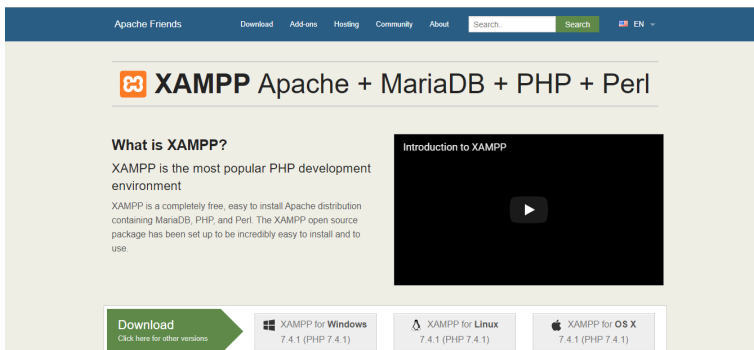 Apache Friends Download Add-ons Hosting Community About Search... Search EN
XAMPP Apache + MariaDB + PHP + Perl
What is XAMPP?
XAMPP is the most popular PHP development
environment
XAMPP is a completely free, easy to install Apache distribution
containing MariaDB, PHP, and Perl. The XAMPP open source
package has been set up to be incredibly easy to install and to
use.
Introduction to XAMPP
Download
Click here for other versions
XAMPP for Windows
7.4.1 (PHP 7.4.1)
XAMPP for Linux
7.4.1 (PHP 7.4.1)
XAMPP for OS X
7.4.1 (PHP 7.4.1)